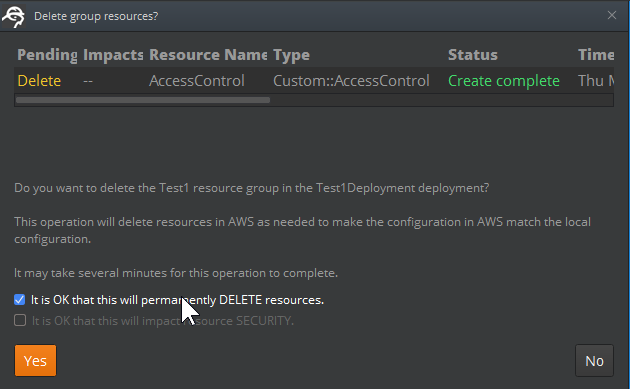 Delete group resources?
Pending Impacts Resource Name Type Status Time
Delete -- AccessControl Custom::AccessControl Create complete Thu
Do you want to delete the Test1 resource group in the Test1Deployment deployment?
This operation will delete resources in AWS as needed to make the configuration in AWS match the local
configuration.
It may take several minutes for this operation to complete.
It is OK that this will permanently DELETE resources.
It is OK that this will impact resource SECURITY.
Yes No